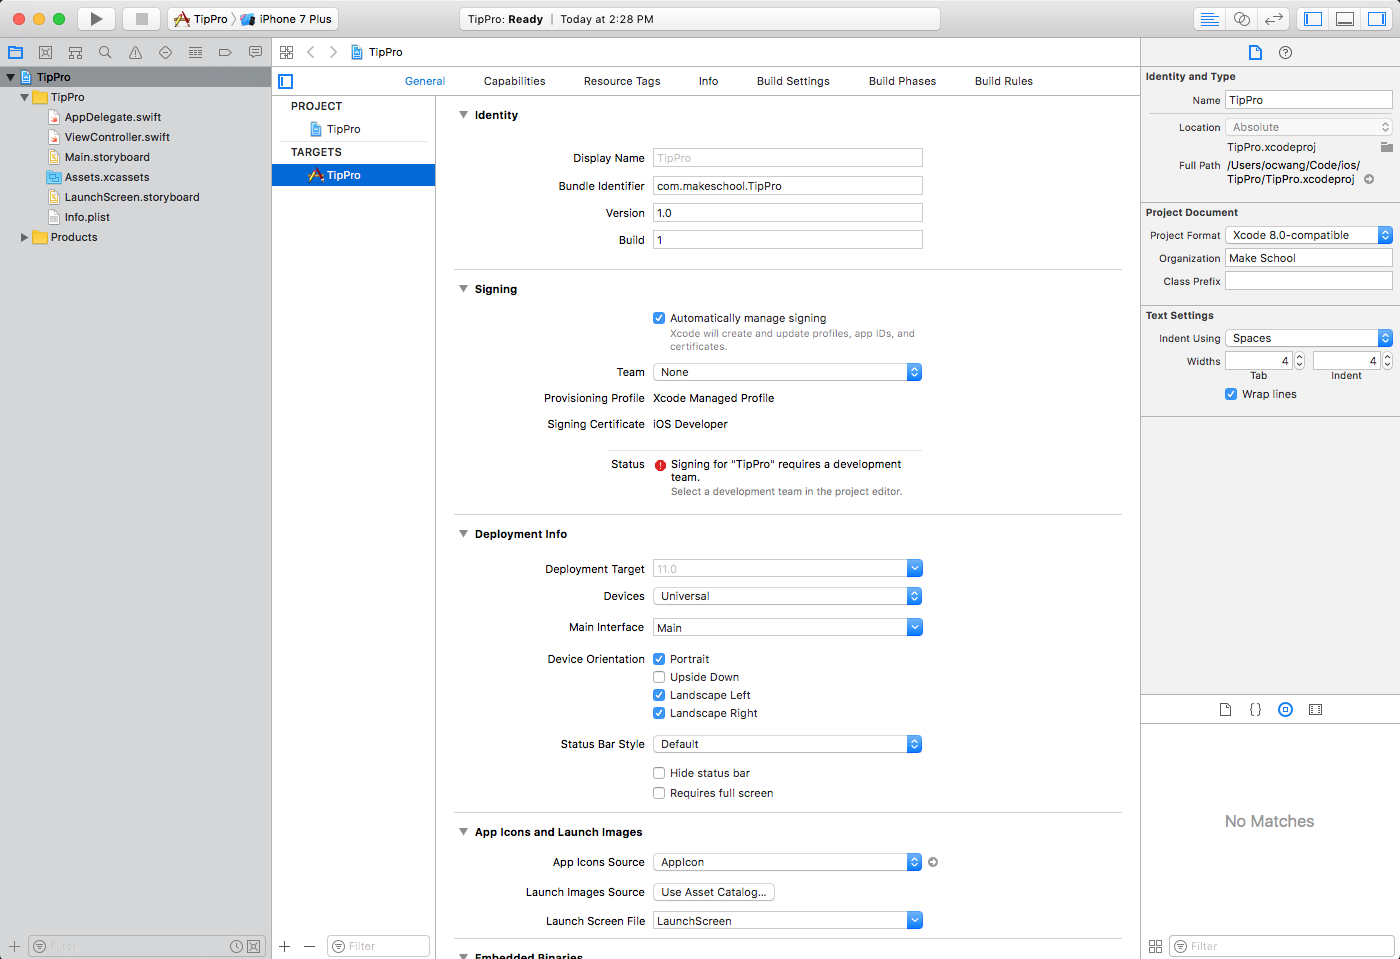 TipPro
iPhone 7 Plus
TipPro: Ready | Today at 2:28 PM
TipPro
TipPro
AppDelegate.swift
ViewController.swift
Main.storyboard
Assets.xcassets
LaunchScreen.storyboard
Info.plist
Products
Filter
TipPro
General
Capabilities
Resource Tags
Info
Build Settings
Build Phases
Build Rules
PROJECT
TipPro
TARGETS
TipPro
Filter
Identity
Display Name TipPro
Bundle Identifier com.makeschool.TipPro
Version 1.0
Build 1
Signing
Automatically manage signing
Xcode will create and update profiles, app IDs, and
certificates.
Team None
Provisioning Profile Xcode Managed Profile
Signing Certificate iOS Developer
Status Signing for "TipPro" requires a development
team.
Select a development team in the project editor.
Deployment Info
Deployment Target 11.0
Devices Universal
Main Interface Main
Device Orientation Portrait
Upside Down
Landscape Left
Landscape Right
Status Bar Style Default
Hide status bar
Requires full screen
App Icons and Launch Images
App Icons Source AppIcon
Launch Images Source Use Asset Catalog...
Launch Screen File LaunchScreen
Embedded Binaries
Identity and Type
Name TipPro
Location Absolute
TipPro.xcodeproj
Full Path /Users/ocwang/Code/ios/
TipPro/TipPro.xcodeproj
Project Document
Project Format Xcode 8.0-compatible
Organization Make School
Class Prefix
Text Settings
Indent Using Spaces
Widths 4 4
Tab Indent
Wrap lines
{}
No Matches
Filter